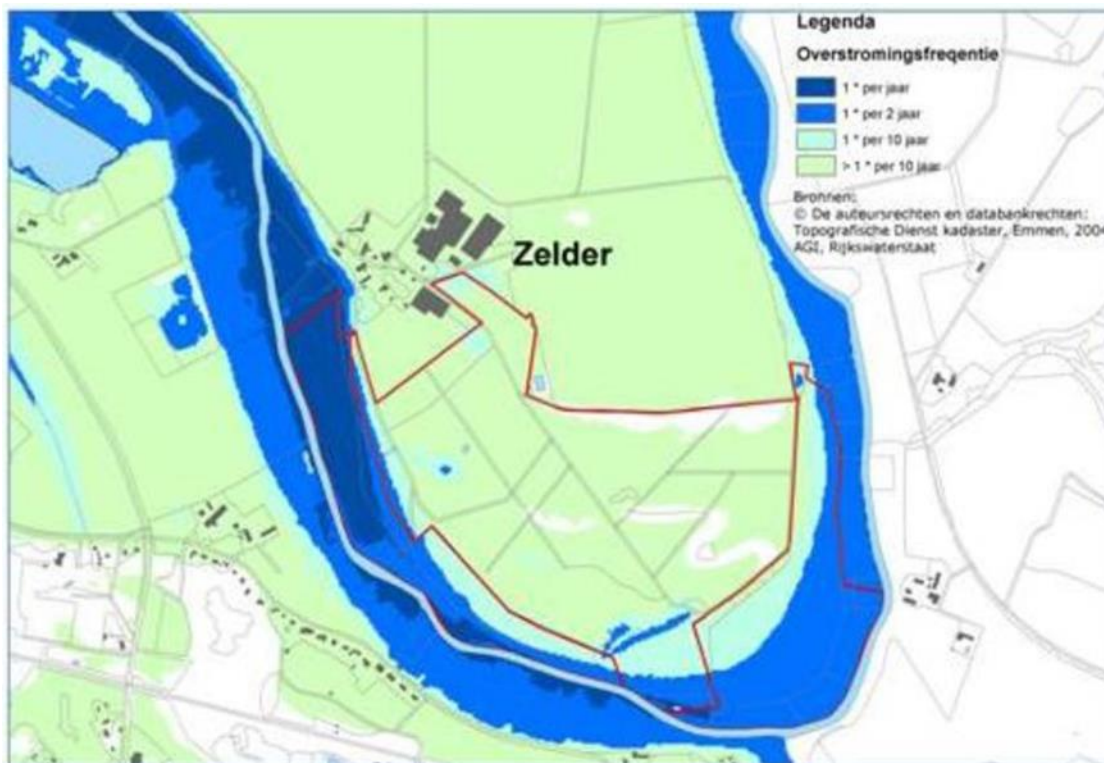 Legenda
Overstromingsfreqentie
1 * per jaar
1 * per 2 jaar
1 * per 10 jaar
> 1 * per 10 jaar
Bronnen:
© De auteursrechten en databankrechten:
Topografische Dienst kadaster, Emmen, 2004
AGI, Rijkswaterstaat
Zelder